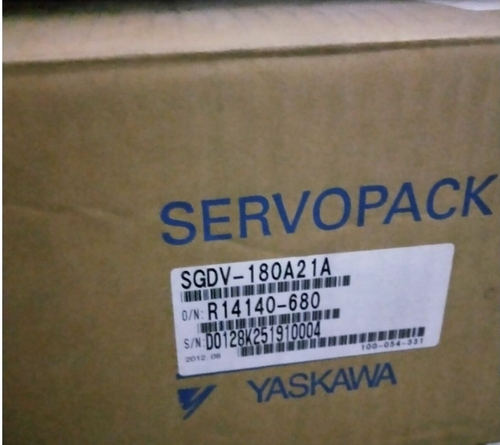 SERVOPACK
SGDV-180A21A
O/N: R14140-680
S/N: D0128K251910004
2012.08
100-054-331
YASKAWA